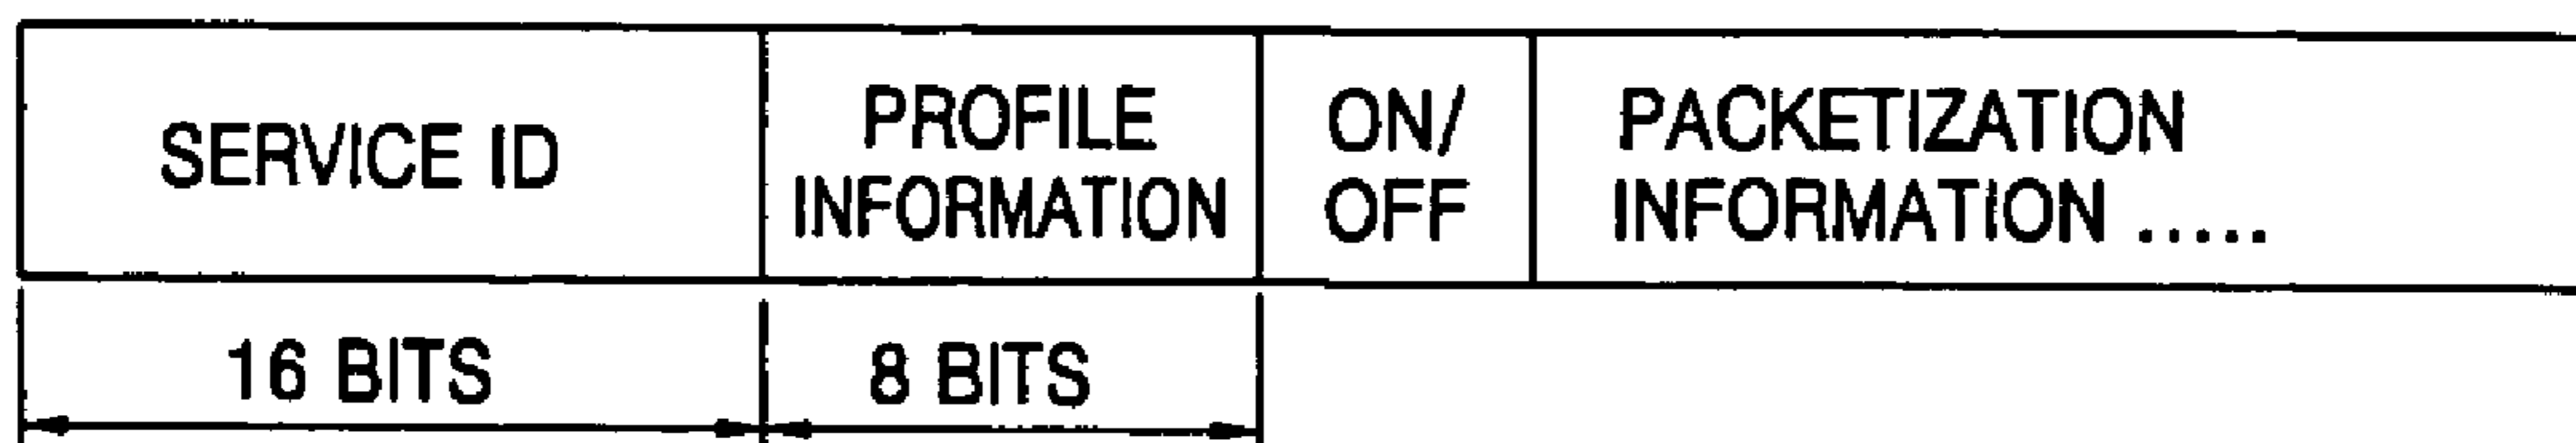 SERVICE ID
PROFILE
INFORMATION
ON/
OFF
PACKETIZATION
INFORMATION .....
16 BITS
8 BITS